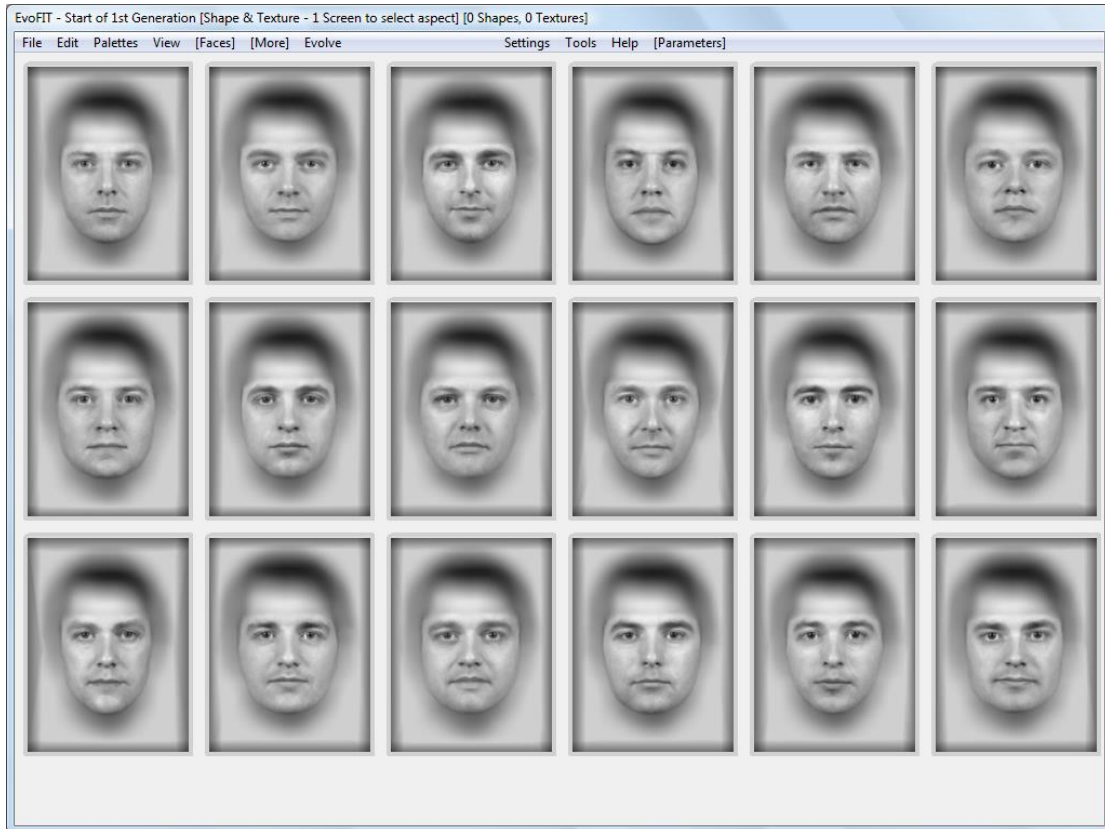 EvoFIT - Start of 1st Generation [Shape & Texture - 1 Screen to select aspect] [0 Shapes, 0 Textures]
File Edit Palettes View [Faces] [More] Evolve Settings Tools Help [Parameters]